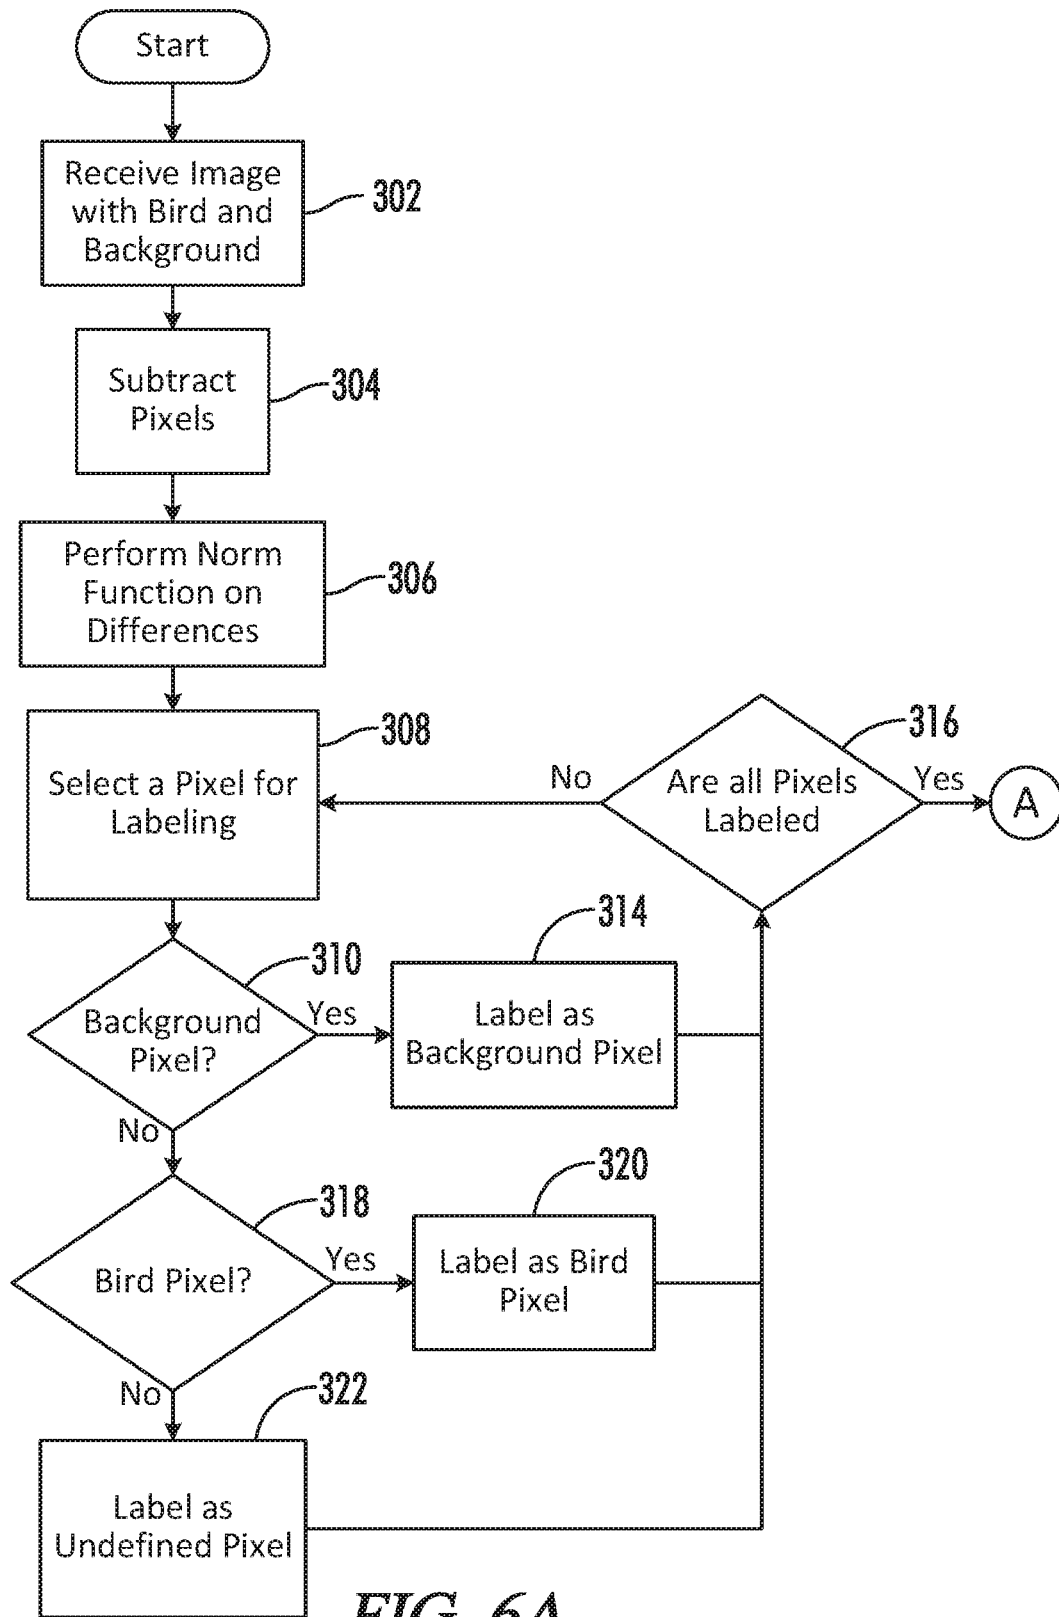 Start
Receive Image
with Bird and
Background
302
Subtract
Pixels
304
Perform Norm
Function on
Differences
306
Select a Pixel for
Labeling
308
Are all Pixels
Labeled
316
No
Yes
A
Background
Pixel?
310
Yes
No
Label as
Background Pixel
314
Bird Pixel?
318
Yes
No
Label as Bird
Pixel
320
Label as
Undefined Pixel
322
FIG. 6A